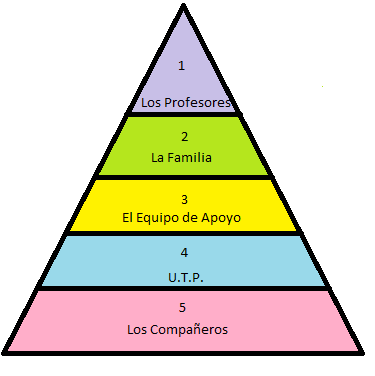 1
Los Profesores
2
La Familia
3
El Equipo de Apoyo
4
U.T.P.
5
Los Compañeros